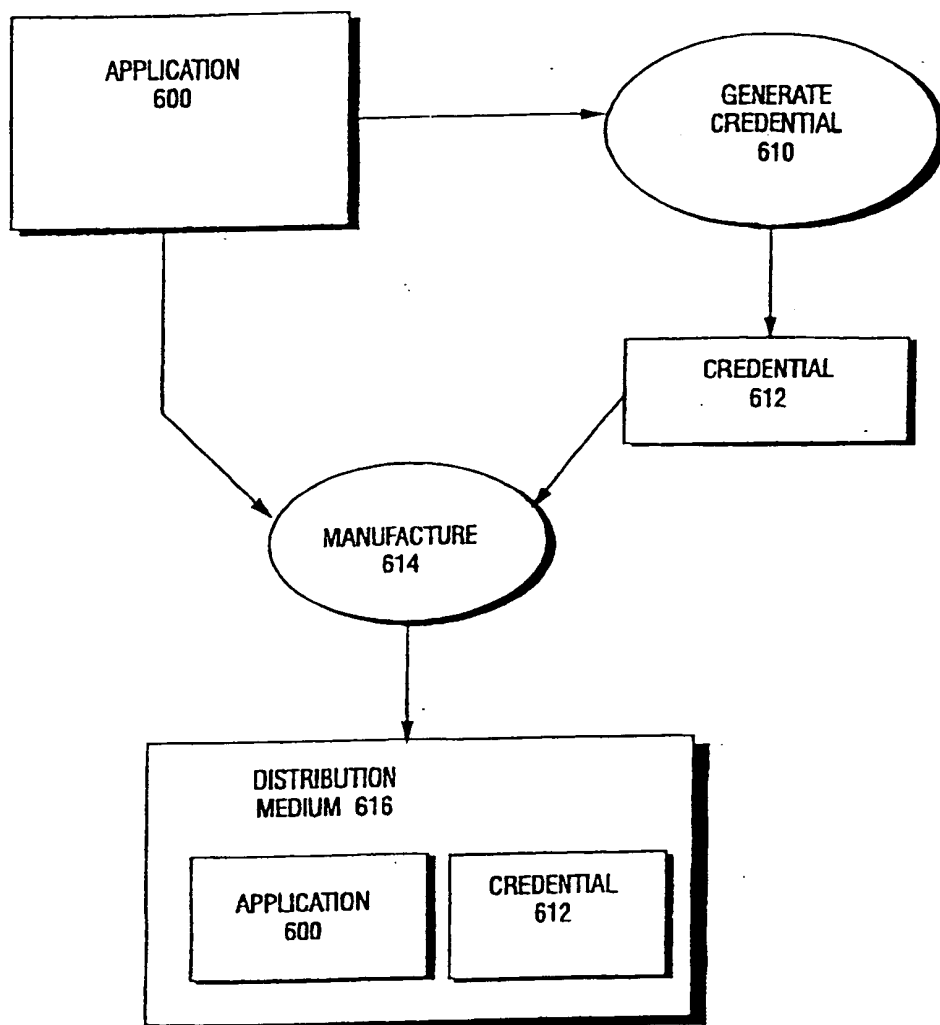 APPLICATION
600
GENERATE
CREDENTIAL
610
CREDENTIAL
612
MANUFACTURE
614
DISTRIBUTION
MEDIUM 616
APPLICATION
600
CREDENTIAL
612